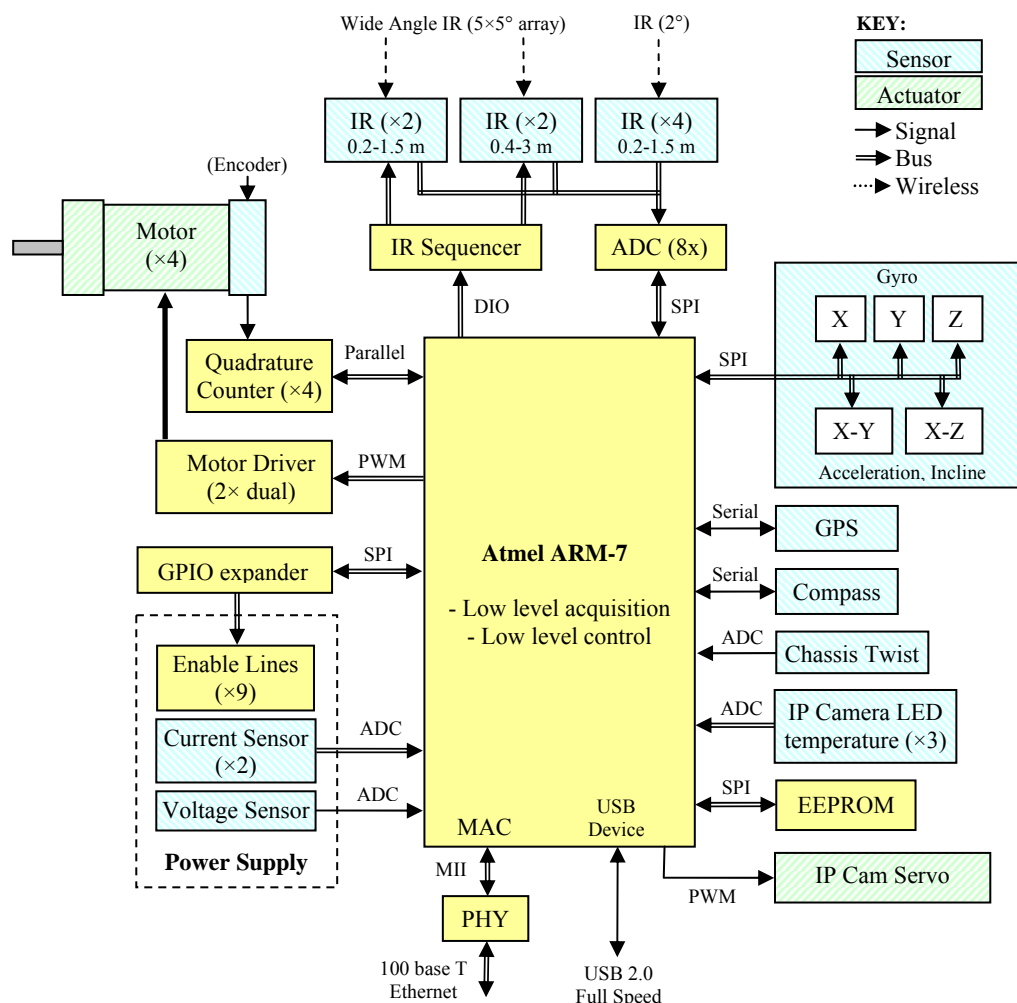 Wide Angle IR (5×5° array)
IR (2°)
KEY:
Sensor
Actuator
Signal
Bus
Wireless
IR (×2)
0.2-1.5 m
IR (×2)
0.4-3 m
IR (×4)
0.2-1.5 m
(Encoder)
Motor
(×4)
IR Sequencer
ADC (8x)
DIO
SPI
Gyro
X
Y
Z
SPI
X-Y
X-Z
Acceleration, Incline
Quadrature
Counter (×4)
Parallel
Motor Driver
(2× dual)
PWM
GPIO expander
SPI
Atmel ARM-7
- Low level acquisition
- Low level control
Serial
GPS
Serial
Compass
ADC
Chassis Twist
ADC
IP Camera LED
temperature (×3)
SPI
EEPROM
PWM
IP Cam Servo
Enable Lines
(×9)
Current Sensor
(×2)
ADC
Voltage Sensor
ADC
Power Supply
MAC
USB
Device
MII
PHY
100 base T
Ethernet
USB 2.0
Full Speed